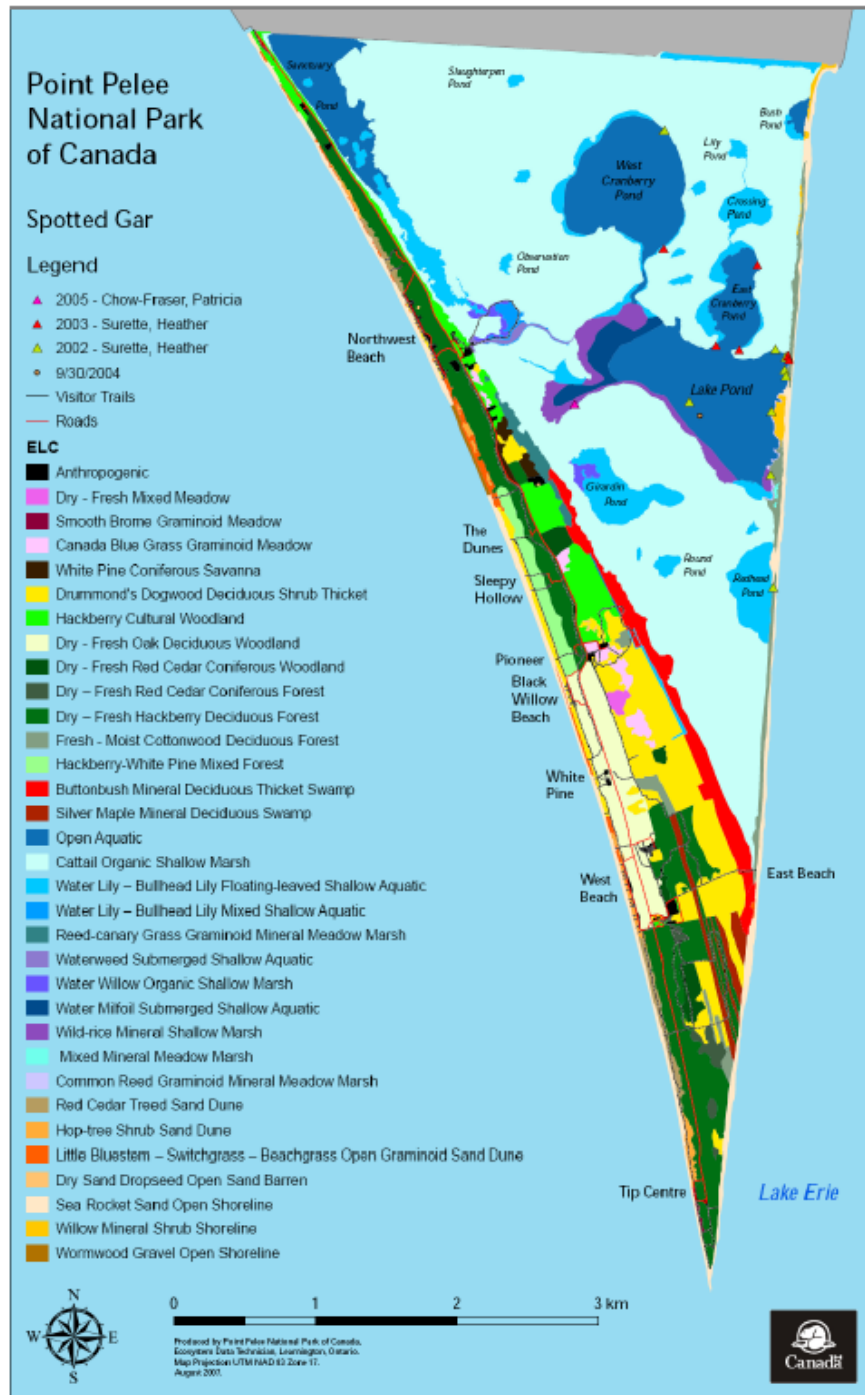 Point Pelee
National Park
of Canada
Spotted Gar
Legend
2005 - Chow-Fraser, Patricia
2003 - Surette, Heather
2002 - Surette, Heather
9/30/2004
Visitor Trails
Roads
ELC
Anthropogenic
Dry - Fresh Mixed Meadow
Smooth Brome Graminoid Meadow
Canada Blue Grass Graminoid Meadow
White Pine Coniferous Savanna
Drummond's Dogwood Deciduous Shrub Thicket
Hackberry Cultural Woodland
Dry - Fresh Oak Deciduous Woodland
Dry - Fresh Red Cedar Coniferous Woodland
Dry – Fresh Red Cedar Coniferous Forest
Dry – Fresh Hackberry Deciduous Forest
Fresh - Moist Cottonwood Deciduous Forest
Hackberry-White Pine Mixed Forest
Buttonbush Mineral Deciduous Thicket Swamp
Silver Maple Mineral Deciduous Swamp
Open Aquatic
Cattail Organic Shallow Marsh
Water Lily – Bullhead Lily Floating-leaved Shallow Aquatic
Water Lily – Bullhead Lily Mixed Shallow Aquatic
Reed-canary Grass Graminoid Mineral Meadow Marsh
Waterweed Submerged Shallow Aquatic
Water Willow Organic Shallow Marsh
Water Milfoil Submerged Shallow Aquatic
Wild-rice Mineral Shallow Marsh
Mixed Mineral Meadow Marsh
Common Reed Graminoid Mineral Meadow Marsh
Red Cedar Treed Sand Dune
Hop-tree Shrub Sand Dune
Little Bluestem – Switchgrass – Beachgrass Open Graminoid Sand Dune
Dry Sand Dropseed Open Sand Barren
Sea Rocket Sand Open Shoreline
Willow Mineral Shrub Shoreline
Wormwood Gravel Open Shoreline
Sanctuary
Pond
Slaughterpen
Pond
Bush
Pond
Lily
Pond
West
Cranberry
Pond
Crossing
Pond
Observation
Pond
East
Cranberry
Pond
Northwest
Beach
Lake Pond
Girardin
Pond
The
Dunes
Round
Pond
Redhead
Pond
Sleepy
Hollow
Pioneer
Black
Willow
Beach
White
Pine
West
Beach
East Beach
Tip Centre
Lake Erie
N
W
E
S
0
1
2
3 km
Produced by Point Pelee National Park of Canada,
Ecosystem Data Technician, Leamington, Ontario.
Map Projection UTM NAD 83 Zone 17.
August 2007.
Canada